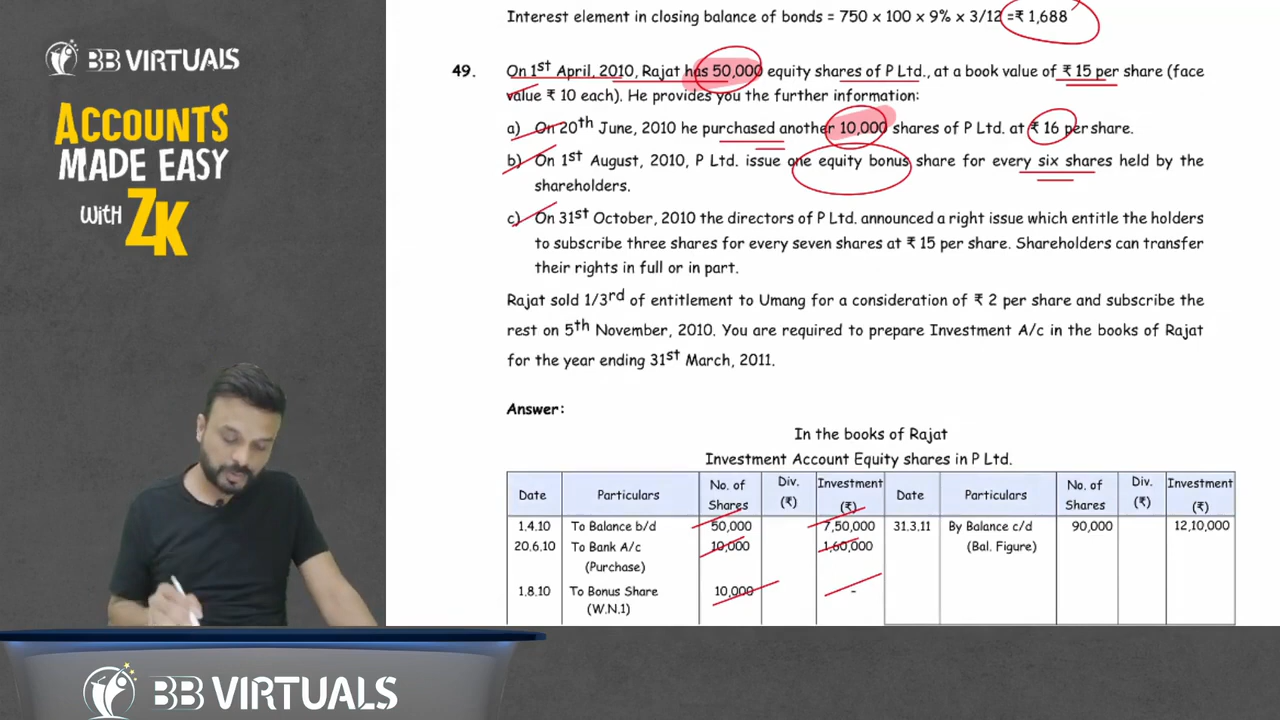 Interest element in closing balance of bonds = 750 x 100 x 9% x 3/12 =₹ 1,688
BB VIRTUALS
ACCOUNTS
MADE EASY
WITH ZK
49. On 1st April, 2010, Rajat has 50,000 equity shares of P Ltd., at a book value of ₹ 15 per share (face
value ₹ 10 each). He provides you the further information:
a) On 20th June, 2010 he purchased another 10,000 shares of P Ltd. at ₹ 16 per share.
b) On 1st August, 2010, P Ltd. issue one equity bonus share for every six shares held by the
shareholders.
c) On 31st October, 2010 the directors of P Ltd. announced a right issue which entitle the holders
to subscribe three shares for every seven shares at ₹ 15 per share. Shareholders can transfer
their rights in full or in part.
Rajat sold 1/3rd of entitlement to Umang for a consideration of ₹ 2 per share and subscribe the
rest on 5th November, 2010. You are required to prepare Investment A/c in the books of Rajat
for the year ending 31st March, 2011.
Answer:
In the books of Rajat
Investment Account Equity shares in P Ltd.
Date Particulars No. of Shares Div. (₹) Investment (₹) Date Particulars No. of Shares Div. (₹) Investment (₹)
1.4.10 To Balance b/d 50,000 7,50,000 31.3.11 By Balance c/d 90,000 12,10,000
20.6.10 To Bank A/c 10,000 1,60,000 (Bal. Figure)
(Purchase)
1.8.10 To Bonus Share 10,000 -
(W.N.1)
BB VIRTUALS